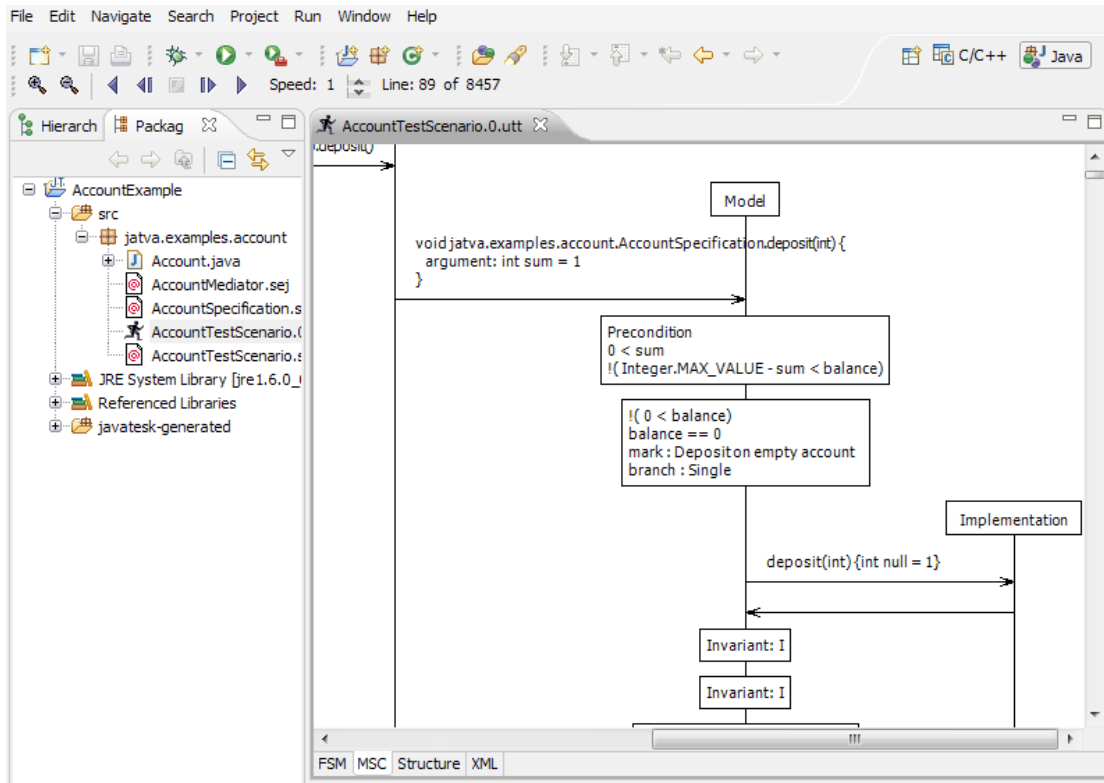 File Edit Navigate Search Project Run Window Help
C/C++ Java
Speed: 1 Line: 89 of 8457
Hierarch Packag
AccountTestScenario.0.utt
AccountExample
src
jatva.examples.account
Account.java
AccountMediator.sej
AccountSpecification.s
AccountTestScenario.0
AccountTestScenario.s
JRE System Library [jre1.6.0_
Referenced Libraries
javatesk-generated
.deposit()
Model
void jatva.examples.account.AccountSpecification.deposit(int) {
argument: int sum = 1
}
Precondition
0 < sum
!( Integer.MAX_VALUE - sum < balance)
!( 0 < balance)
balance == 0
mark : Deposit on empty account
branch : Single
Implementation
deposit(int) {int null = 1}
Invariant: I
Invariant: I
FSM MSC Structure XML